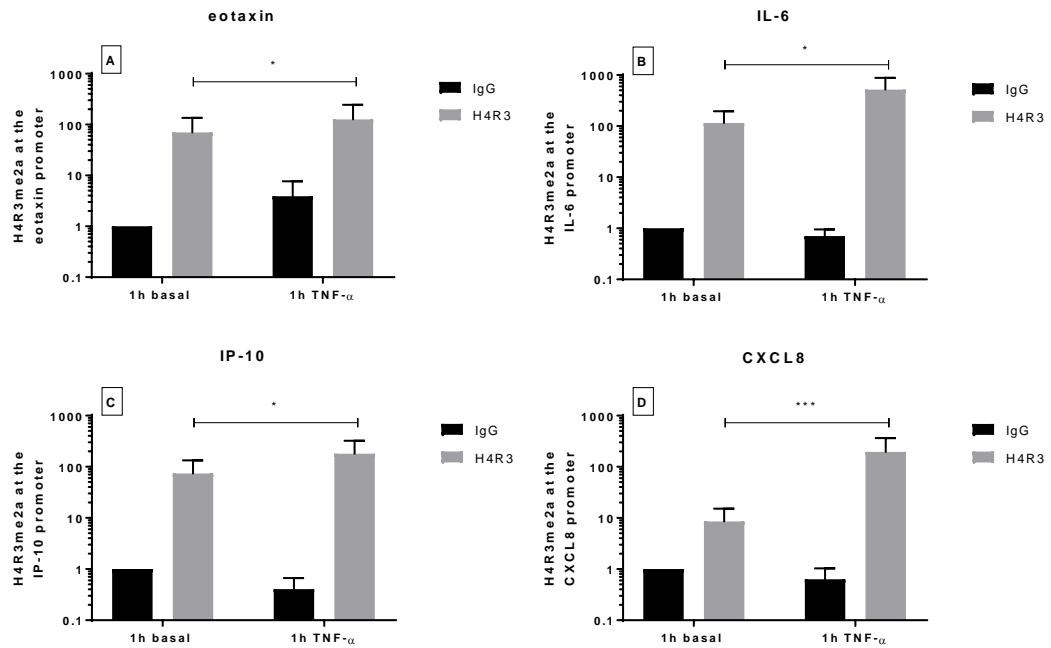 eotaxin
A
*
H4R3me2a at the
eotaxin promoter
1000
100
10
1
0.1
1h basal
1h TNF-α
IgG
H4R3
IL-6
B
*
H4R3me2a at the
IL-6 promoter
1000
100
10
1
0.1
1h basal
1h TNF-α
IgG
H4R3
IP-10
C
*
H4R3me2a at the
IP-10 promoter
1000
100
10
1
0.1
1h basal
1h TNF-α
IgG
H4R3
CXCL8
D
***
H4R3me2a at the
CXCL8 promoter
1000
100
10
1
0.1
1h basal
1h TNF-α
IgG
H4R3